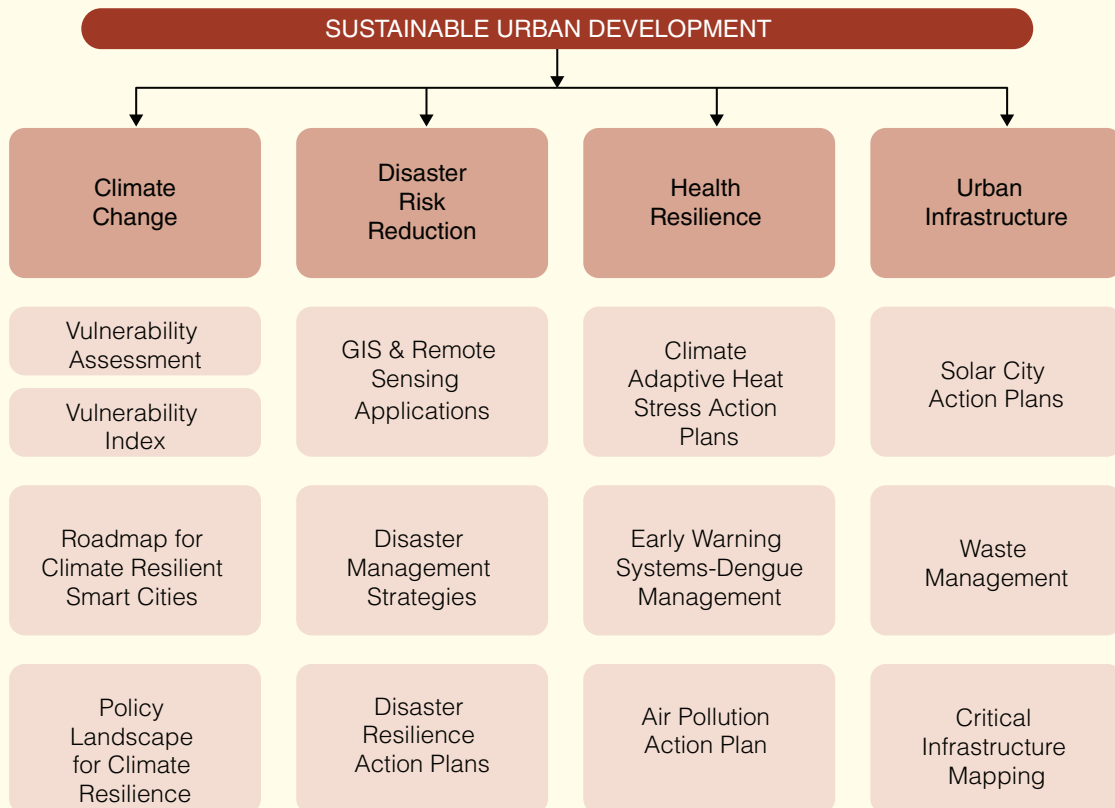 SUSTAINABLE URBAN DEVELOPMENT
Climate
Change
Disaster
Risk
Reduction
Health
Resilience
Urban
Infrastructure
Vulnerability
Assessment
Vulnerability
Index
GIS & Remote
Sensing
Applications
Climate
Adaptive Heat
Stress Action
Plans
Solar City
Action Plans
Roadmap for
Climate Resilient
Smart Cities
Disaster
Management
Strategies
Early Warning
Systems-Dengue
Management
Waste
Management
Policy
Landscape
for Climate
Resilience
Disaster
Resilience
Action Plans
Air Pollution
Action Plan
Critical
Infrastructure
Mapping